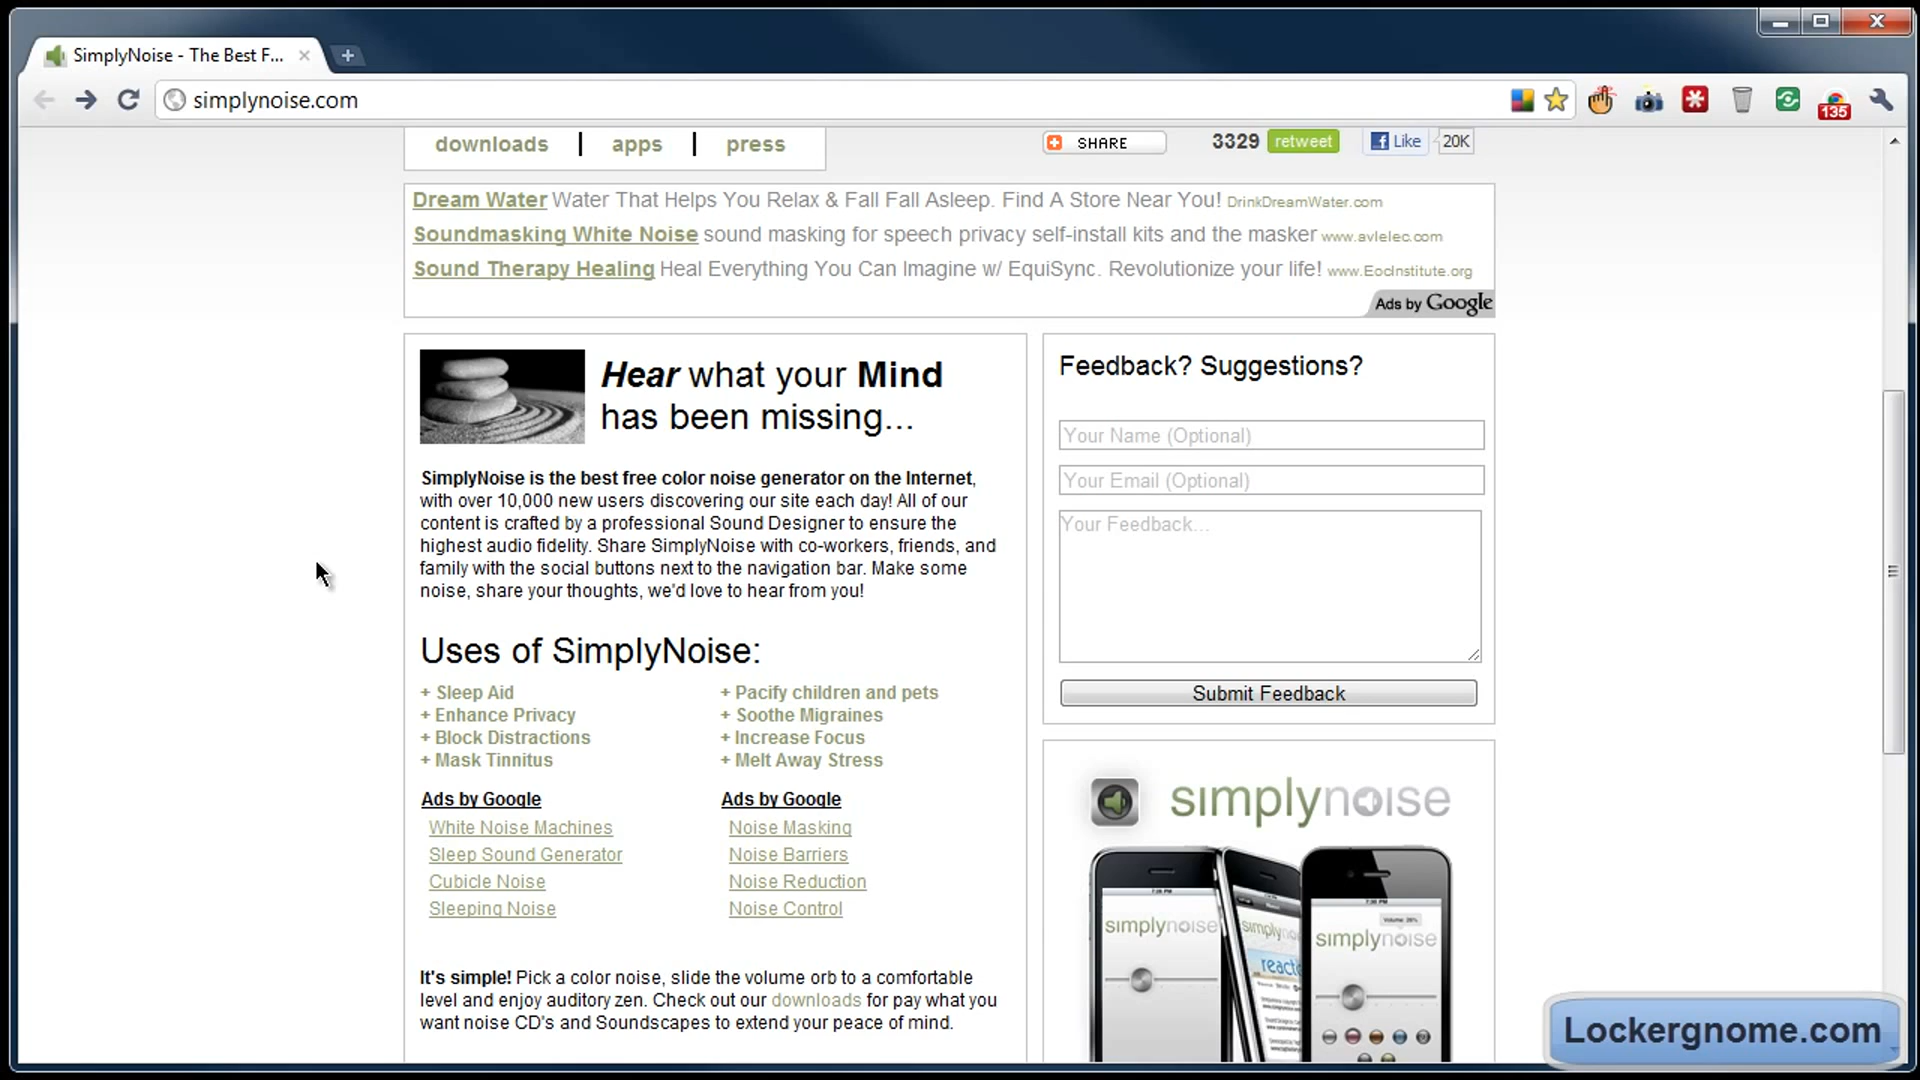 SimplyNoise - The Best F...
simplynoise.com
135
downloads | apps | press
SHARE
3329 retweet
Like 20K
Dream Water Water That Helps You Relax & Fall Fall Asleep. Find A Store Near You! DrinkDreamWater.com
Soundmasking White Noise sound masking for speech privacy self-install kits and the masker www.avlelec.com
Sound Therapy Healing Heal Everything You Can Imagine w/ EquiSync. Revolutionize your life! www.EocInstitute.org
Ads by Google
Hear what your Mind
has been missing...
SimplyNoise is the best free color noise generator on the Internet,
with over 10,000 new users discovering our site each day! All of our
content is crafted by a professional Sound Designer to ensure the
highest audio fidelity. Share SimplyNoise with co-workers, friends, and
family with the social buttons next to the navigation bar. Make some
noise, share your thoughts, we'd love to hear from you!
Uses of SimplyNoise:
+ Sleep Aid
+ Enhance Privacy
+ Block Distractions
+ Mask Tinnitus
+ Pacify children and pets
+ Soothe Migraines
+ Increase Focus
+ Melt Away Stress
Ads by Google
White Noise Machines
Sleep Sound Generator
Cubicle Noise
Sleeping Noise
Ads by Google
Noise Masking
Noise Barriers
Noise Reduction
Noise Control
It's simple! Pick a color noise, slide the volume orb to a comfortable
level and enjoy auditory zen. Check out our downloads for pay what you
want noise CD's and Soundscapes to extend your peace of mind.
Feedback? Suggestions?
Your Name (Optional)
Your Email (Optional)
Your Feedback...
Submit Feedback
simplynoise
simplynoise
simplynoise
Lockergnome.com